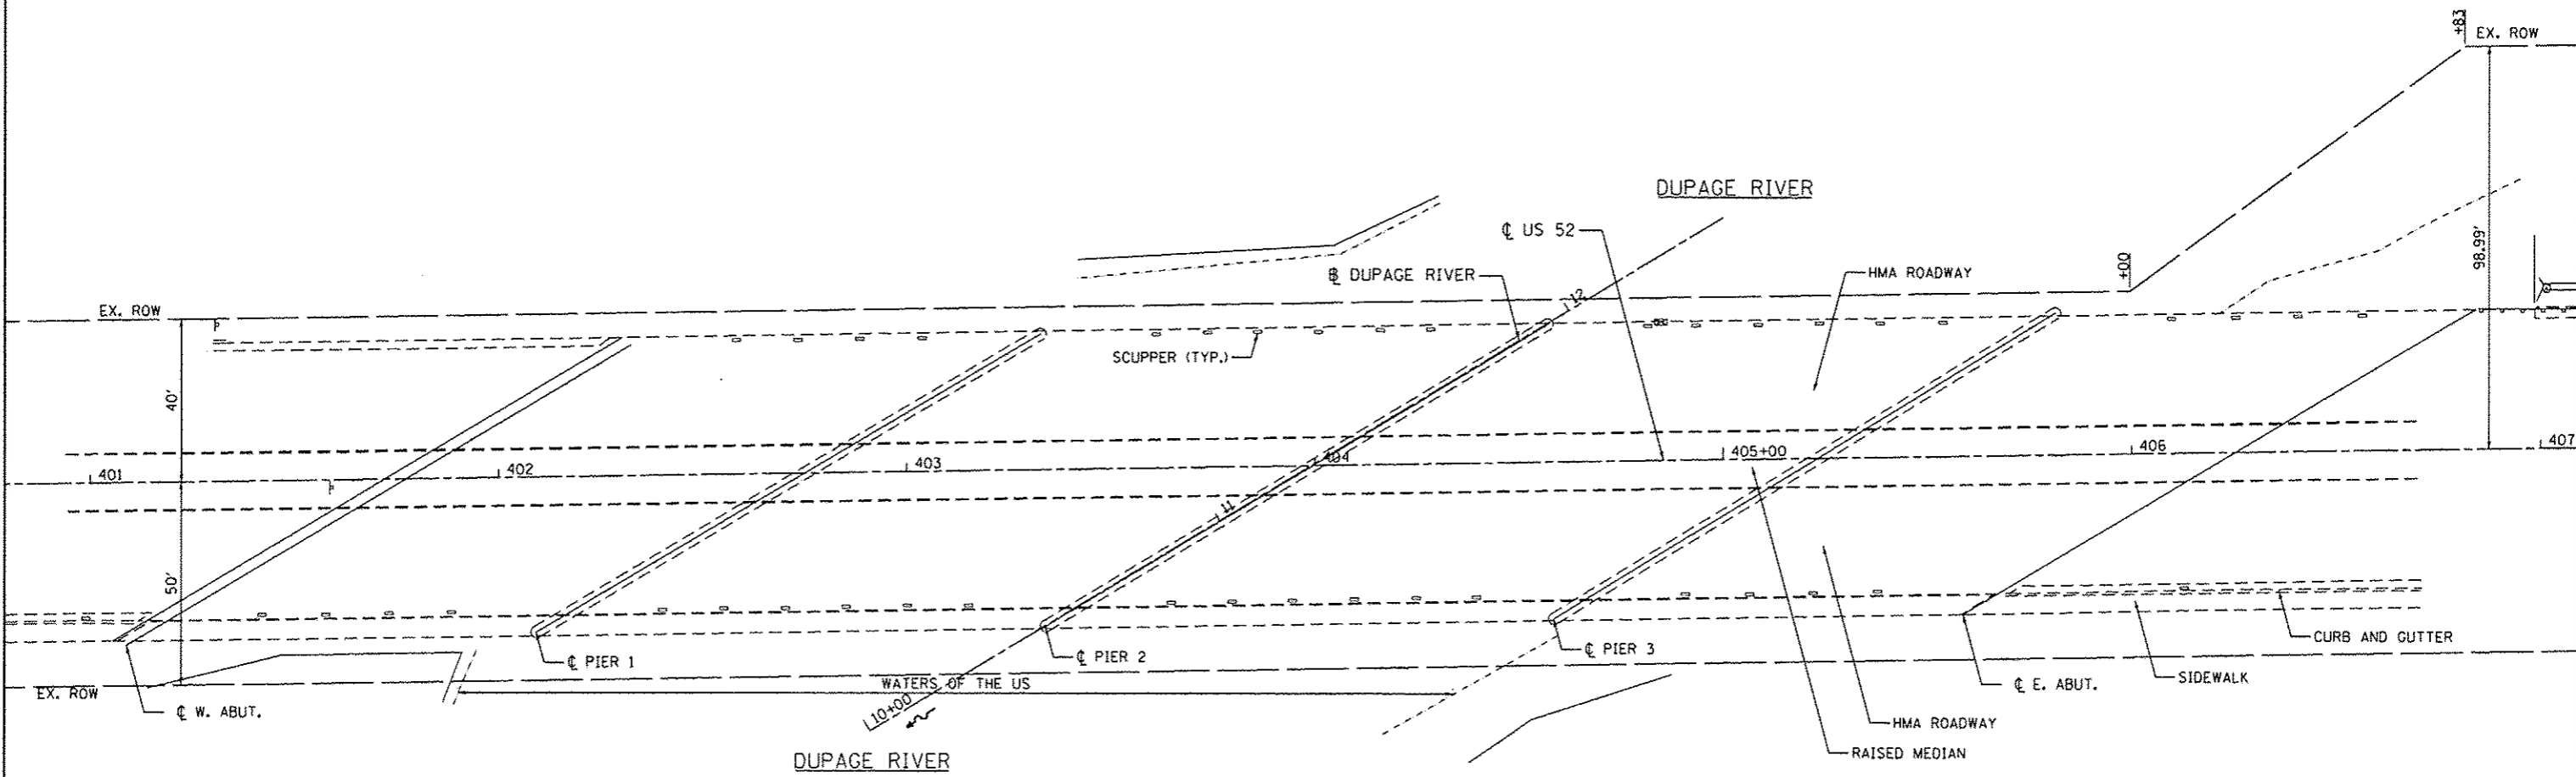 +83
EX. ROW
DUPAGE RIVER
℄ US 52
98.99'
+00
HMA ROADWAY
DUPAGE RIVER
12
EX. ROW
SCUPPER (TYP.)
40'
401
402
403
404
405+00
406
407
11
50'
CURB AND GUTTER
℄ PIER 1
℄ PIER 2
℄ PIER 3
SIDEWALK
WATERS OF THE US
℄ E. ABUT.
EX. ROW
℄ W. ABUT.
10+00
HMA ROADWAY
RAISED MEDIAN
DUPAGE RIVER